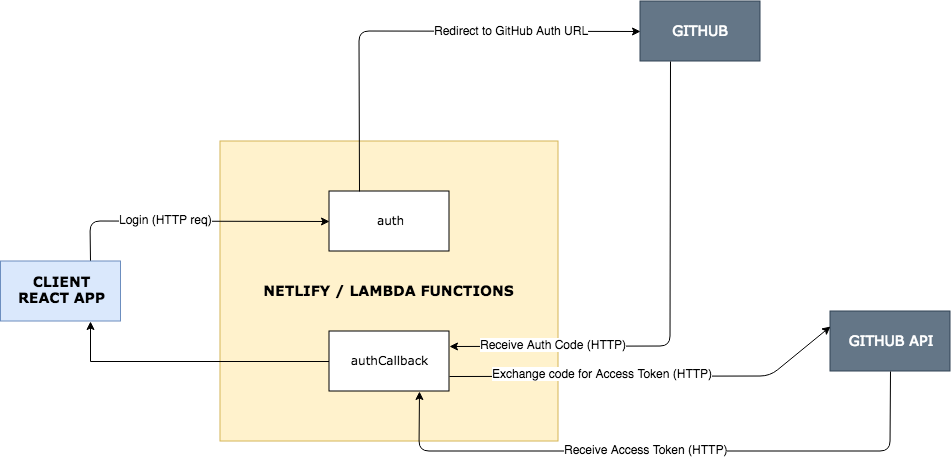 Redirect to GitHub Auth URL
GITHUB
Login (HTTP req)
auth
CLIENT
REACT APP
NETLIFY / LAMBDA FUNCTIONS
authCallback
Receive Auth Code (HTTP)
GITHUB API
Exchange code for Access Token (HTTP)
Receive Access Token (HTTP)